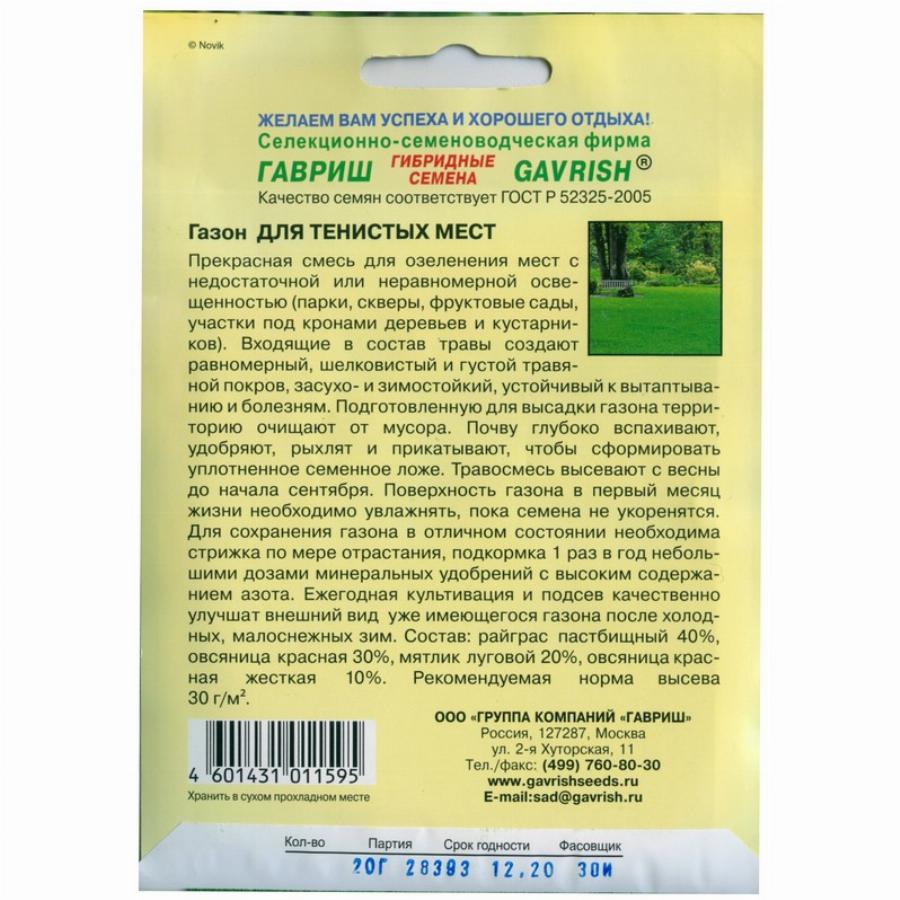 © Novik
ЖЕЛАЕМ ВАМ УСПЕХА И ХОРОШЕГО ОТДЫХА!
Селекционно-семеноводческая фирма
ГАВРИШ ГИБРИДНЫЕ СЕМЕНА GAVRISH®
Качество семян соответствует ГОСТ Р 52325-2005
Газон ДЛЯ ТЕНИСТЫХ МЕСТ
Прекрасная смесь для озеленения мест с
недостаточной или неравномерной осве-
щенностью (парки, скверы, фруктовые сады,
участки под кронами деревьев и кустарни-
ков). Входящие в состав травы создают
равномерный, шелковистый и густой травя-
ной покров, засухо- и зимостойкий, устойчивый к вытаптыва-
нию и болезням. Подготовленную для высадки газона терри-
торию очищают от мусора. Почву глубоко вспахивают,
удобряют, рыхлят и прикатывают, чтобы сформировать
уплотненное семенное ложе. Травосмесь высевают с весны
до начала сентября. Поверхность газона в первый месяц
жизни необходимо увлажнять, пока семена не укоренятся.
Для сохранения газона в отличном состоянии необходима
стрижка по мере отрастания, подкормка 1 раз в год неболь-
шими дозами минеральных удобрений с высоким содержа-
нием азота. Ежегодная культивация и подсев качественно
улучшат внешний вид уже имеющегося газона после холод-
ных, малоснежных зим. Состав: райграс пастбищный 40%,
овсяница красная 30%, мятлик луговой 20%, овсяница крас-
ная жесткая 10%. Рекомендуемая норма высева
30 г/м².
ООО «ГРУППА КОМПАНИЙ «ГАВРИШ»
Россия, 127287, Москва
ул. 2-я Хуторская, 11
Тел./факс: (499) 760-80-30
www.gavrishseeds.ru
E-mail:sad@gavrish.ru
4 601431 011595
Хранить в сухом прохладном месте
Кол-во Партия Срок годности Фасовщик
20Г 28393 12,20 30И